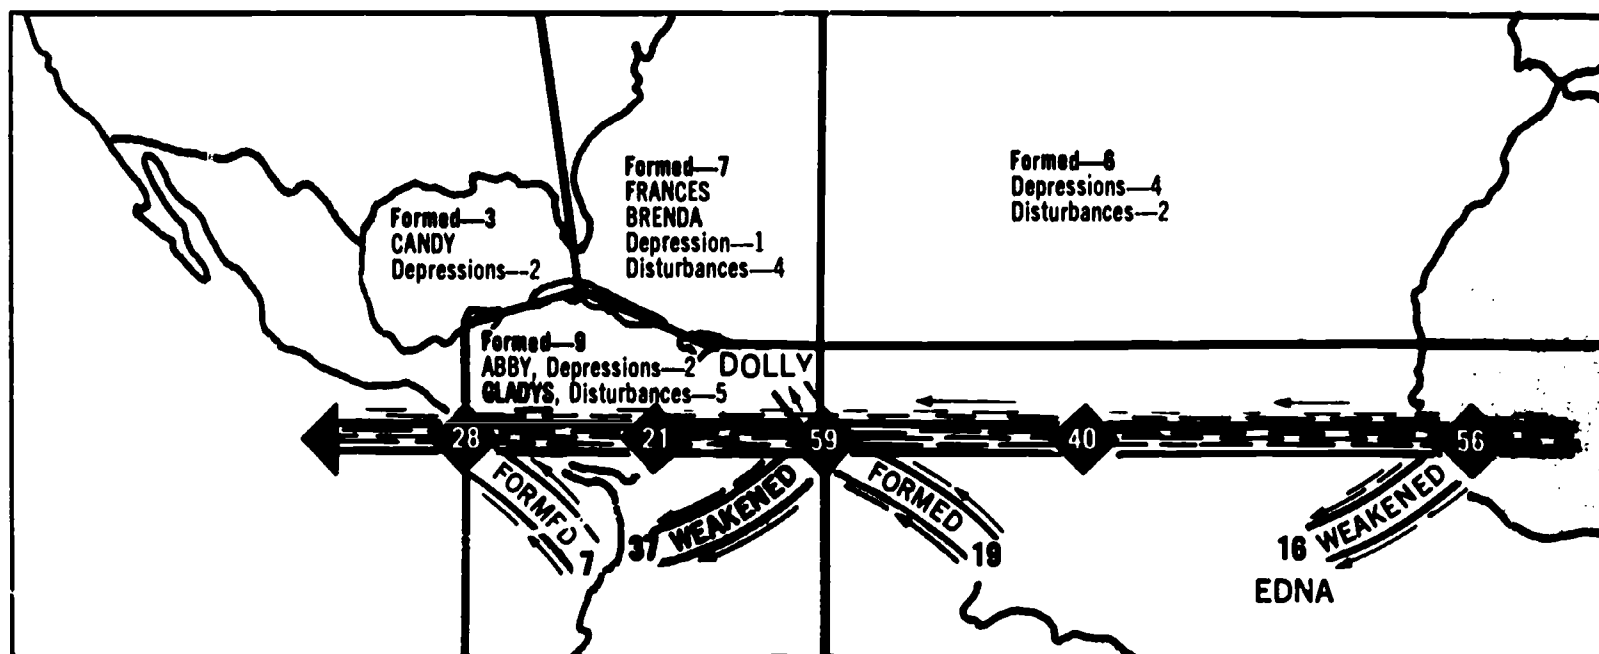 Formed—3
CANDY
Depressions—2
Formed—7
FRANCES
BRENDA
Depression—1
Disturbances—4
Formed—6
Depressions—4
Disturbances—2
Formed—9
ABBY, Depressions—2
GLADYS, Disturbances—5
DOLLY
28
21
59
40
56
FORMED
7
37
WEAKENED
FORMED
19
16
WEAKENED
EDNA